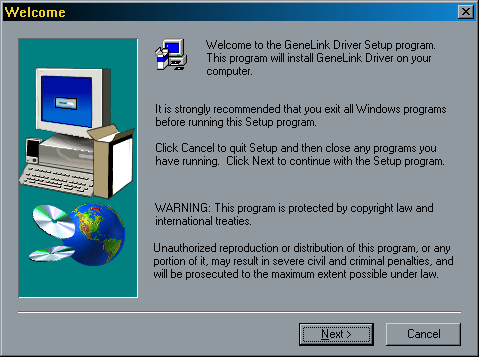 Welcome
Welcome to the GeneLink Driver Setup program.
This program will install GeneLink Driver on your
computer.
It is strongly recommended that you exit all Windows programs
before running this Setup program.
Click Cancel to quit Setup and then close any programs you
have running.  Click Next to continue with the Setup program.
WARNING: This program is protected by copyright law and
international treaties.
Unauthorized reproduction or distribution of this program, or any
portion of it, may result in severe civil and criminal penalties, and
will be prosecuted to the maximum extent possible under law.
Next >
Cancel